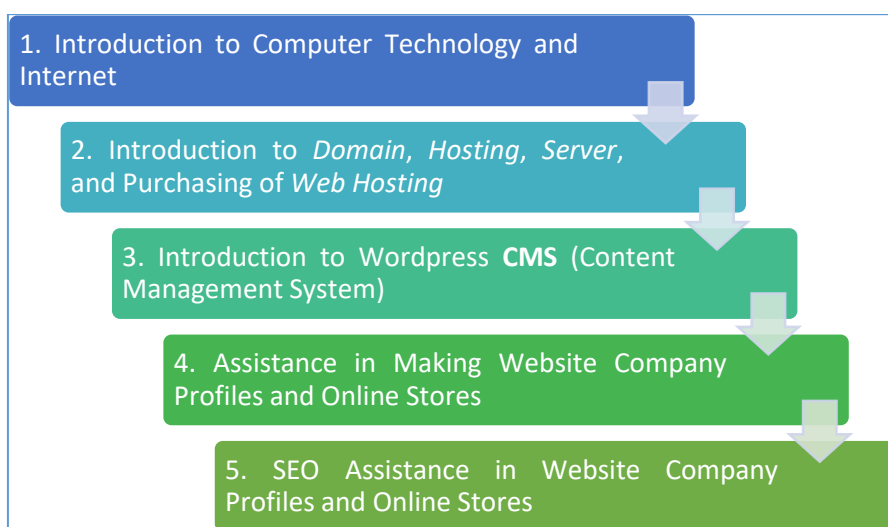 1. Introduction to Computer Technology and
Internet
2. Introduction to Domain, Hosting, Server,
and Purchasing of Web Hosting
3. Introduction to Wordpress CMS (Content
Management System)
4. Assistance in Making Website Company
Profiles and Online Stores
5. SEO Assistance in Website Company
Profiles and Online Stores